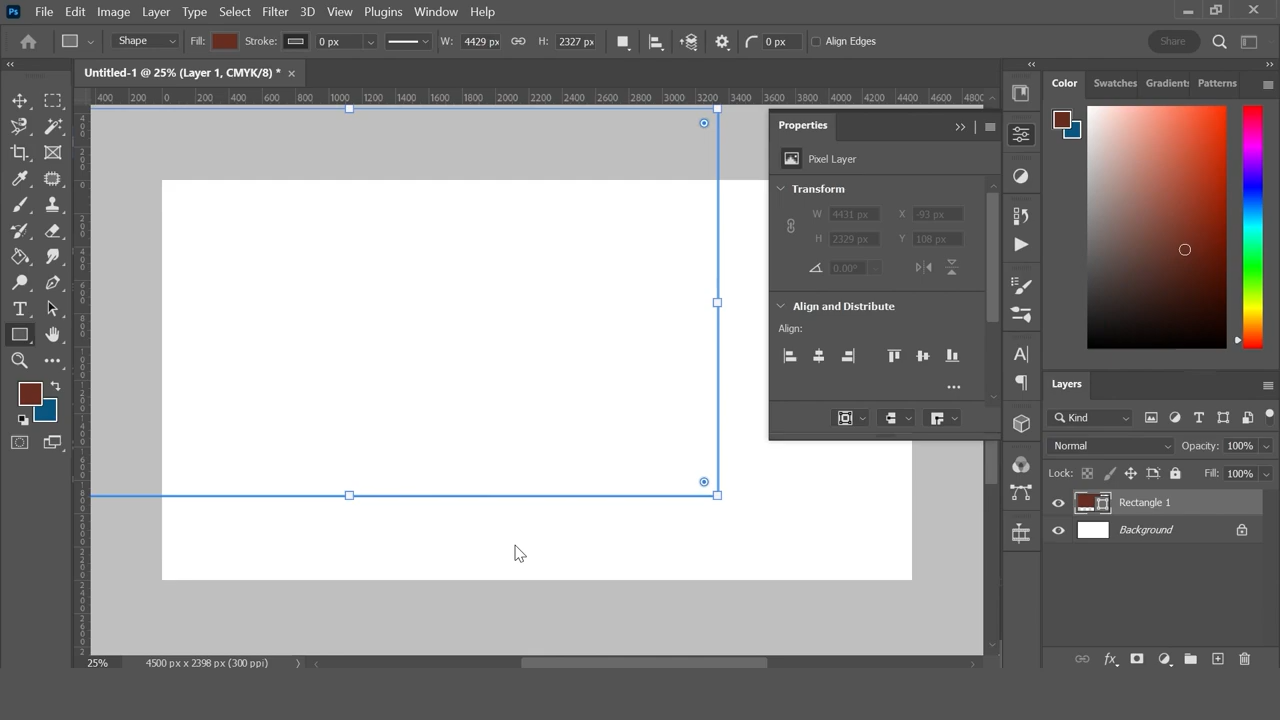 Ps File Edit Image Layer Type Select Filter 3D View Plugins Window Help
Shape Fill: Stroke: 0 px W: 4429 px H: 2327 px 0 px Align Edges Share
Untitled-1 @ 25% (Layer 1, CMYK/8) * ×
400 200 0 200 400 600 800 1000 1200 1400 1600 1800 2000 2200 2400 2600 2800 3000 3200 3400 3600 3800 4000 4200 4400 4600 4800
Color Swatches Gradients Patterns
Properties
Pixel Layer
Transform
W 4431 px X -93 px
H 2329 px Y 108 px
0.00°
Align and Distribute
Align:
Layers
Kind
Normal Opacity: 100%
Lock: Fill: 100%
Rectangle 1
Background
25% 4500 px x 2398 px (300 ppi)